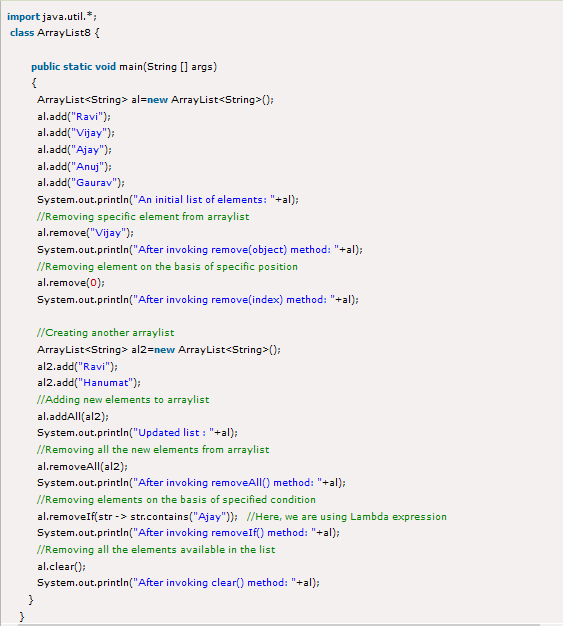 import java.util.*;
class ArrayList8 {
public static void main(String [] args)
{
ArrayList<String> al=new ArrayList<String>();
al.add("Ravi");
al.add("Vijay");
al.add("Ajay");
al.add("Anuj");
al.add("Gaurav");
System.out.println("An initial list of elements: "+al);
//Removing specific element from arraylist
al.remove("Vijay");
System.out.println("After invoking remove(object) method: "+al);
//Removing element on the basis of specific position
al.remove(0);
System.out.println("After invoking remove(index) method: "+al);
//Creating another arraylist
ArrayList<String> al2=new ArrayList<String>();
al2.add("Ravi");
al2.add("Hanumat");
//Adding new elements to arraylist
al.addAll(al2);
System.out.println("Updated list : "+al);
//Removing all the new elements from arraylist
al.removeAll(al2);
System.out.println("After invoking removeAll() method: "+al);
//Removing elements on the basis of specified condition
al.removeIf(str -> str.contains("Ajay")); //Here, we are using Lambda expression
System.out.println("After invoking removeIf() method: "+al);
//Removing all the elements available in the list
al.clear();
System.out.println("After invoking clear() method: "+al);
}
}